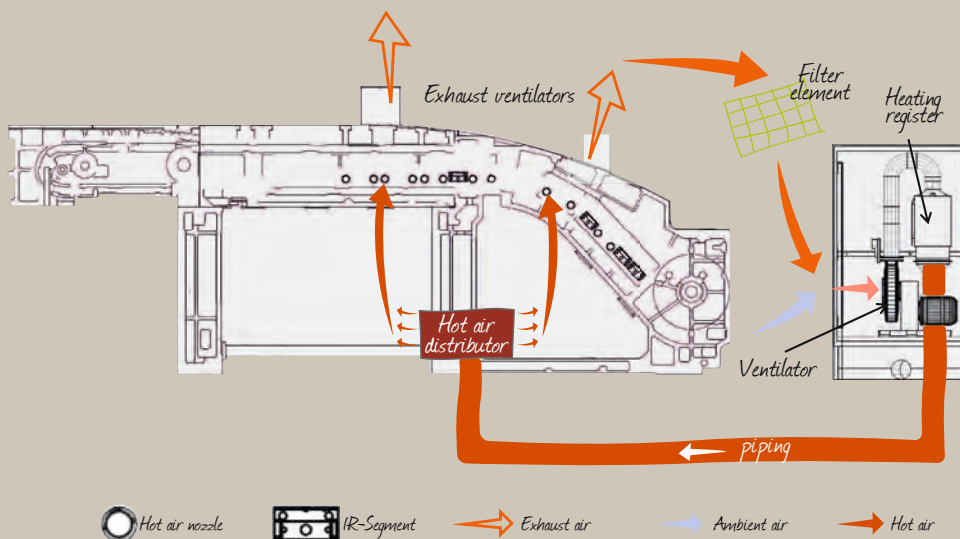 Exhaust ventilators
Filter
element
Heating
register
Hot air
distributor
Ventilator
piping
Hot air nozzle
IR-Segment
Exhaust air
Ambient air
Hot air